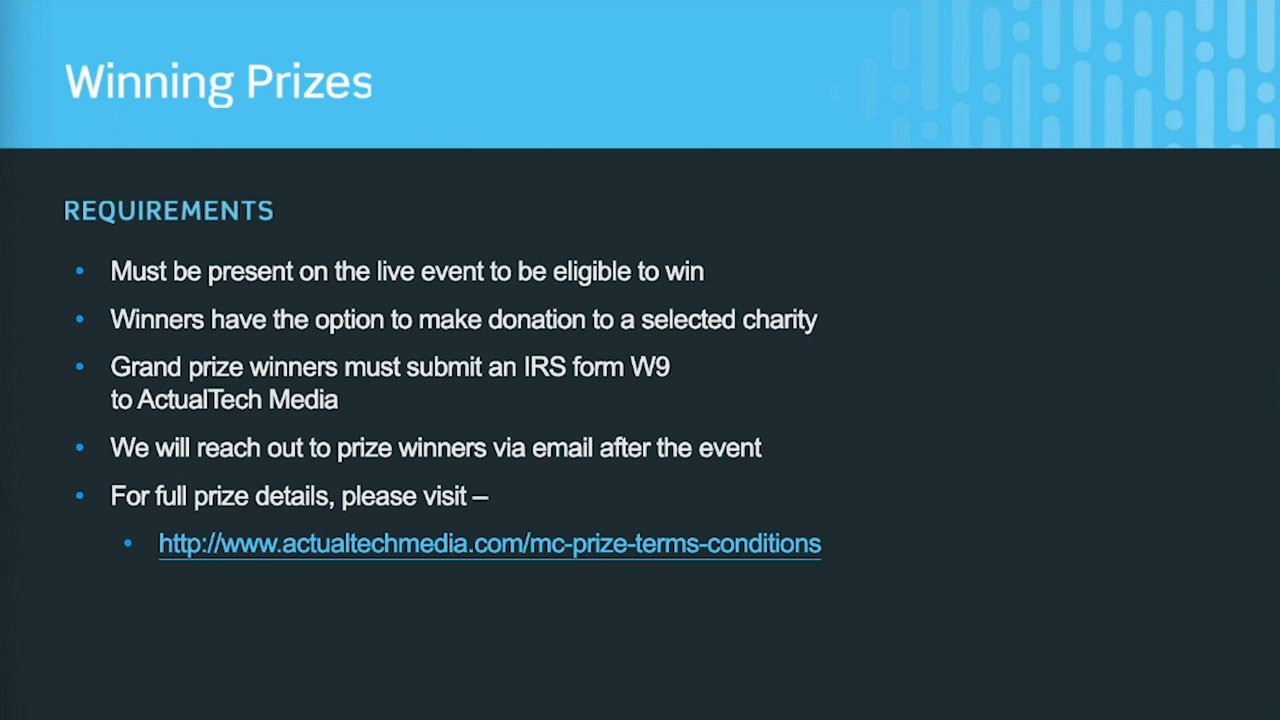 Winning Prizes
REQUIREMENTS
• Must be present on the live event to be eligible to win
• Winners have the option to make donation to a selected charity
• Grand prize winners must submit an IRS form W9
to ActualTech Media
• We will reach out to prize winners via email after the event
• For full prize details, please visit –
• http://www.actualtechmedia.com/mc-prize-terms-conditions